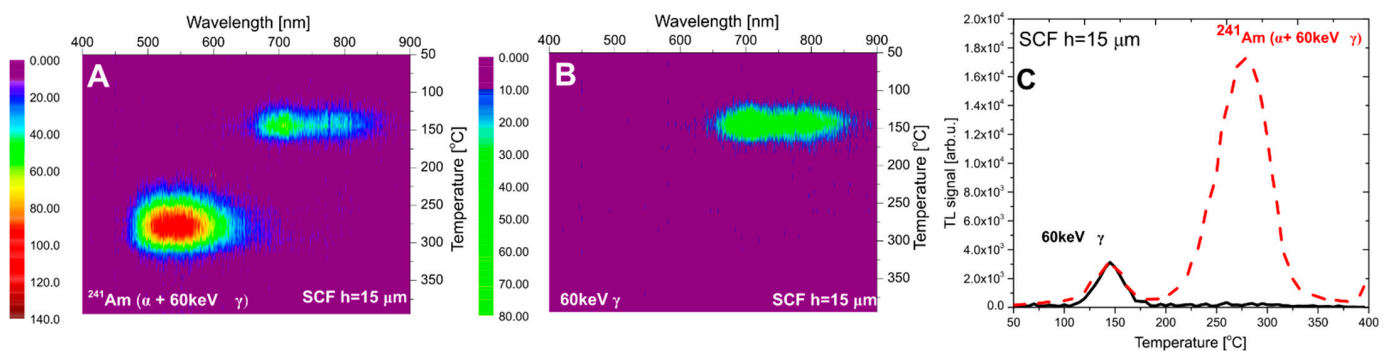 Wavelength [nm]
400 500 600 700 800 900
0.000
20.00
40.00
60.00
80.00
100.0
120.0
140.0
A
50
100
150
200
250
300
350
Temperature [°C]
²⁴¹Am (α + 60keV γ) SCF h=15 μm
Wavelength [nm]
400 500 600 700 800 900
0.000
10.00
20.00
30.00
40.00
50.00
60.00
70.00
80.00
B
50
100
150
200
250
300
350
Temperature [°C]
60keV γ SCF h=15 μm
2.0x10⁴
1.8x10⁴
1.6x10⁴
1.4x10⁴
1.2x10⁴
1.0x10⁴
8.0x10³
6.0x10³
4.0x10³
2.0x10³
0.0
TL signal [arb.u.]
SCF h=15 μm
²⁴¹Am (α+ 60keV γ)
C
60keV γ
50 100 150 200 250 300 350 400
Temperature [°C]